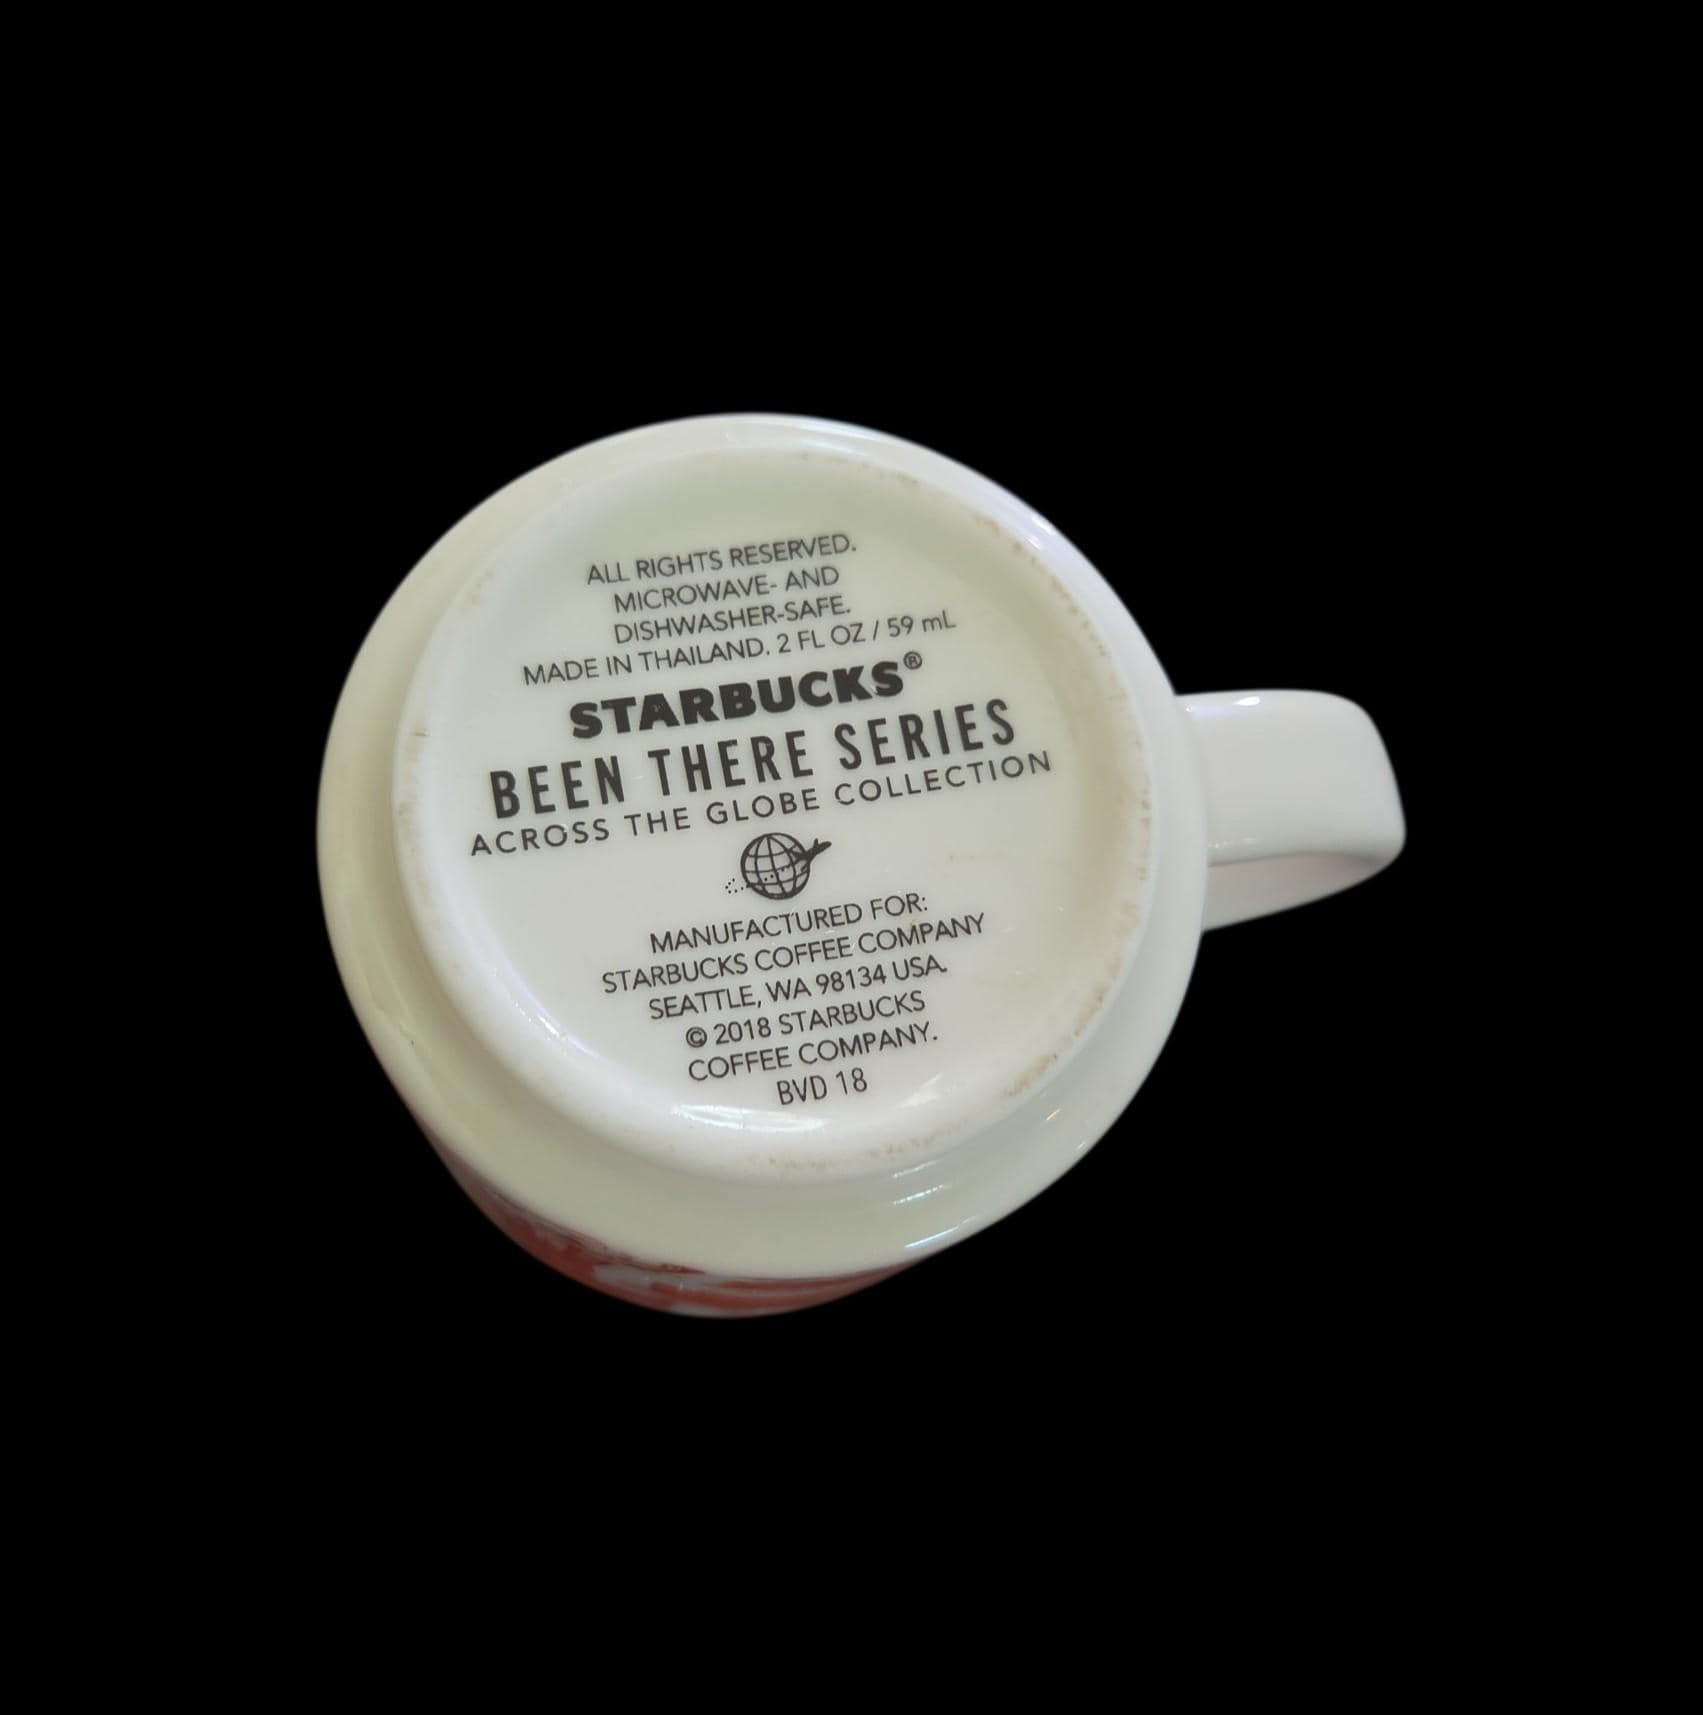 ALL RIGHTS RESERVED.
MICROWAVE- AND
DISHWASHER-SAFE.
MADE IN THAILAND. 2 FL OZ / 59 mL
STARBUCKS®
BEEN THERE SERIES
ACROSS THE GLOBE COLLECTION
MANUFACTURED FOR:
STARBUCKS COFFEE COMPANY
SEATTLE, WA 98134 USA.
© 2018 STARBUCKS
COFFEE COMPANY.
BVD 18